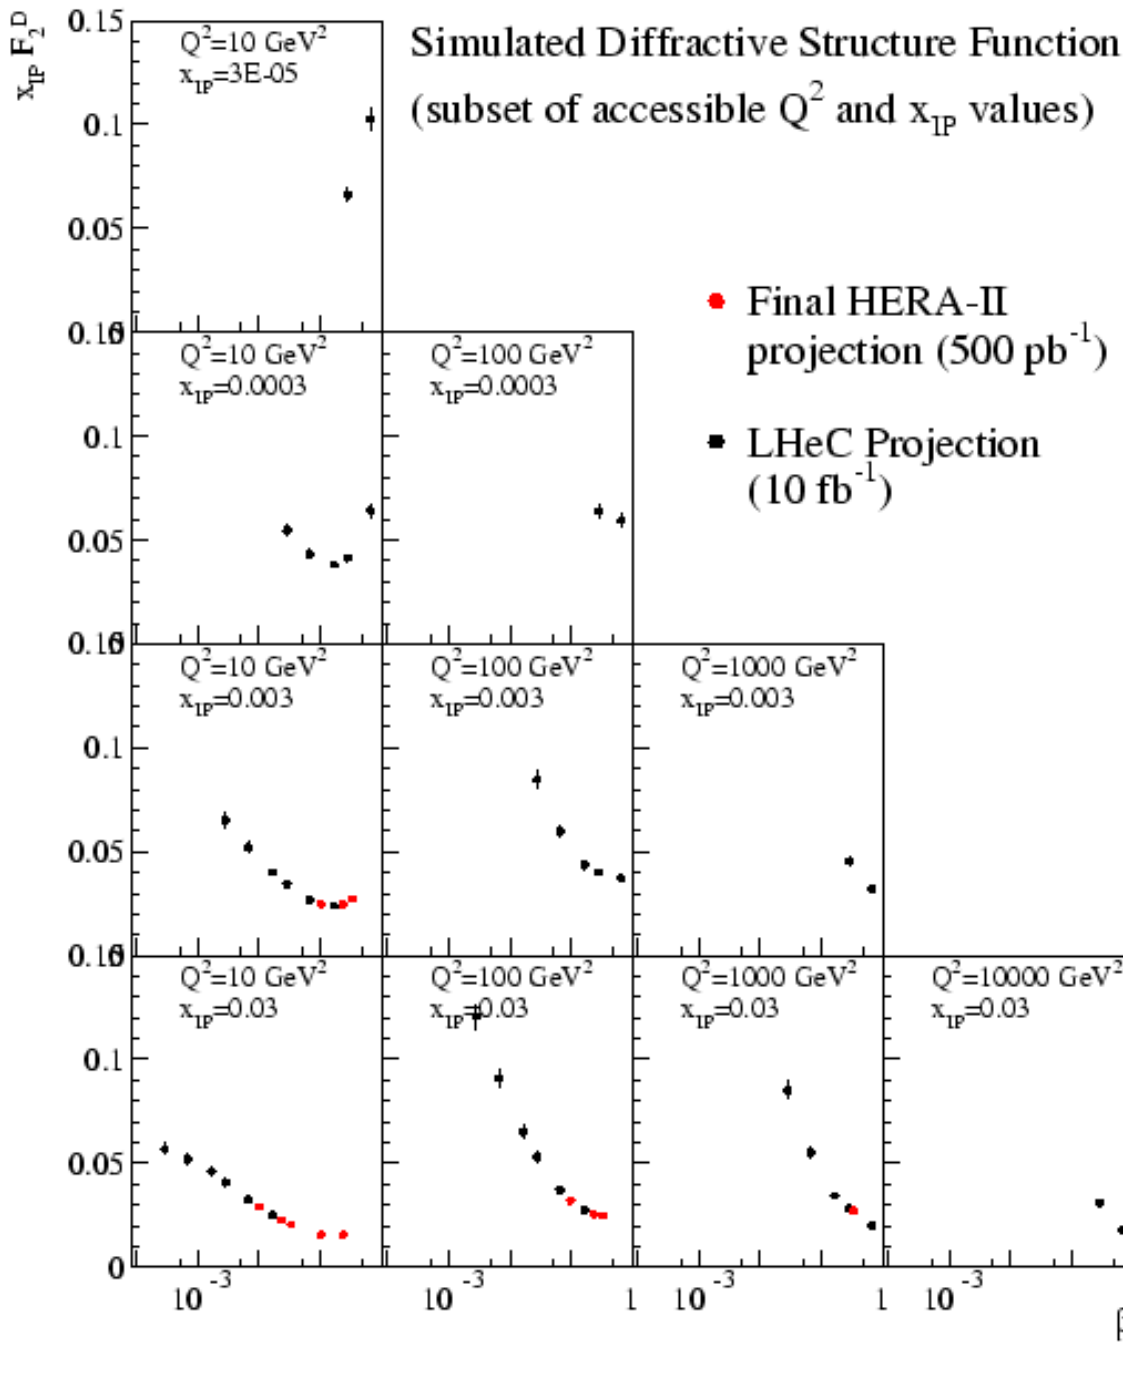 x_IP F_2^D
0.15
Q²=10 GeV²
x_IP=3E-05
Simulated Diffractive Structure Function
(subset of accessible Q² and x_IP values)
0.1
0.05
Final HERA-II
projection (500 pb⁻¹)
LHeC Projection
(10 fb⁻¹)
Q²=10 GeV²
x_IP=0.0003
Q²=100 GeV²
x_IP=0.0003
0.1
0.05
Q²=10 GeV²
x_IP=0.003
Q²=100 GeV²
x_IP=0.003
Q²=1000 GeV²
x_IP=0.003
0.1
0.05
Q²=10 GeV²
x_IP=0.03
Q²=100 GeV²
x_IP=0.03
Q²=1000 GeV²
x_IP=0.03
Q²=10000 GeV²
x_IP=0.03
0.1
0.05
0
10⁻³
10⁻³
1
10⁻³
1
10⁻³